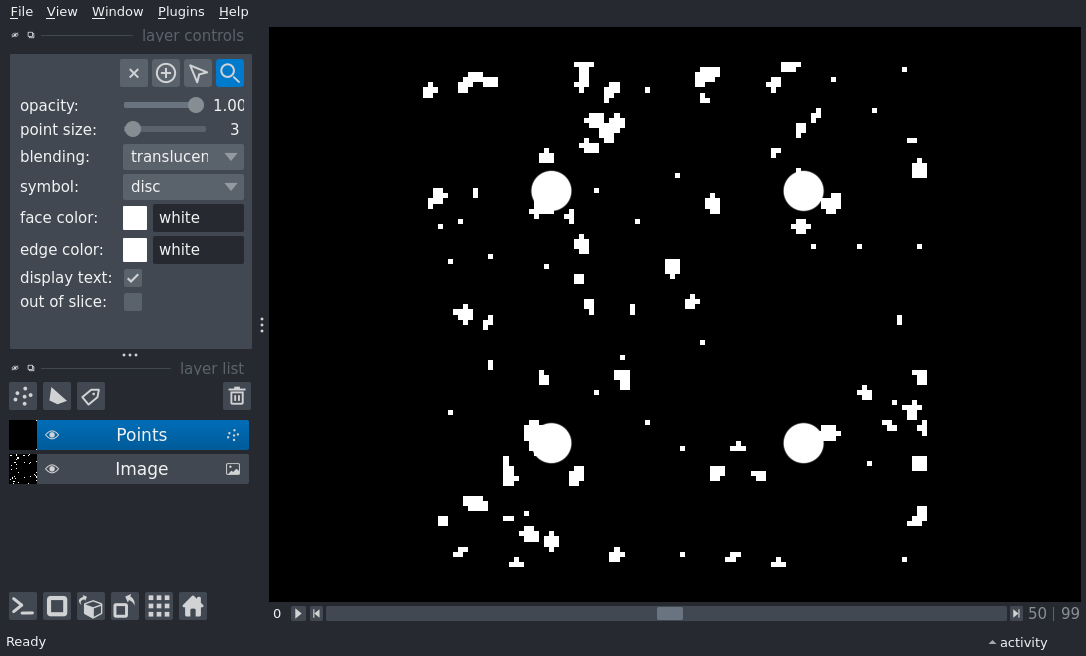 File View Window Plugins Help
layer controls
opacity: 1.00
point size: 3
blending: translucen
symbol: disc
face color: white
edge color: white
display text:
out of slice:
layer list
Points
Image
0 50 | 99
Ready activity